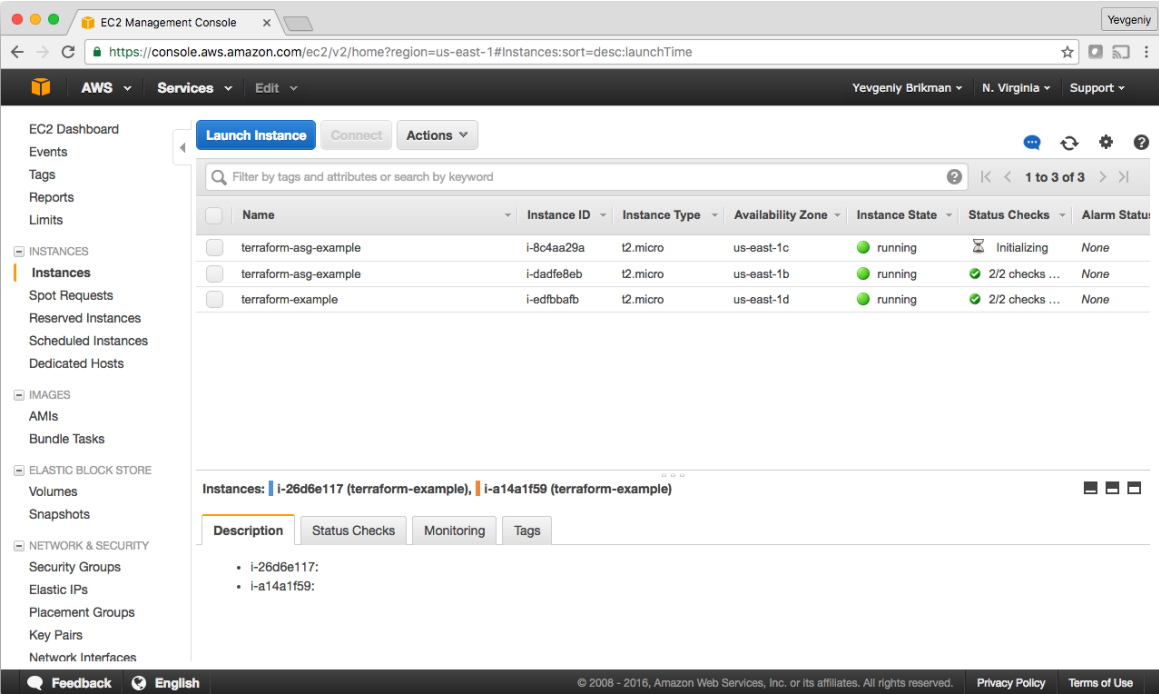 EC2 Management Console
Yevgeniy
https://console.aws.amazon.com/ec2/v2/home?region=us-east-1#Instances:sort=desc:launchTime
AWS Services Edit Yevgeniy Brikman N. Virginia Support
EC2 Dashboard
Events
Tags
Reports
Limits
INSTANCES
Instances
Spot Requests
Reserved Instances
Scheduled Instances
Dedicated Hosts
IMAGES
AMIs
Bundle Tasks
ELASTIC BLOCK STORE
Volumes
Snapshots
NETWORK & SECURITY
Security Groups
Elastic IPs
Placement Groups
Key Pairs
Network Interfaces
Launch Instance Connect Actions
Filter by tags and attributes or search by keyword 1 to 3 of 3
Name Instance ID Instance Type Availability Zone Instance State Status Checks Alarm Status
terraform-asg-example i-8c4aa29a t2.micro us-east-1c running Initializing None
terraform-asg-example i-dadfe8eb t2.micro us-east-1b running 2/2 checks ... None
terraform-example i-edfbbafb t2.micro us-east-1d running 2/2 checks ... None
Instances: i-26d6e117 (terraform-example), i-a14a1f59 (terraform-example)
Description Status Checks Monitoring Tags
• i-26d6e117:
• i-a14a1f59:
Feedback English © 2008 - 2016, Amazon Web Services, Inc. or its affiliates. All rights reserved. Privacy Policy Terms of Use